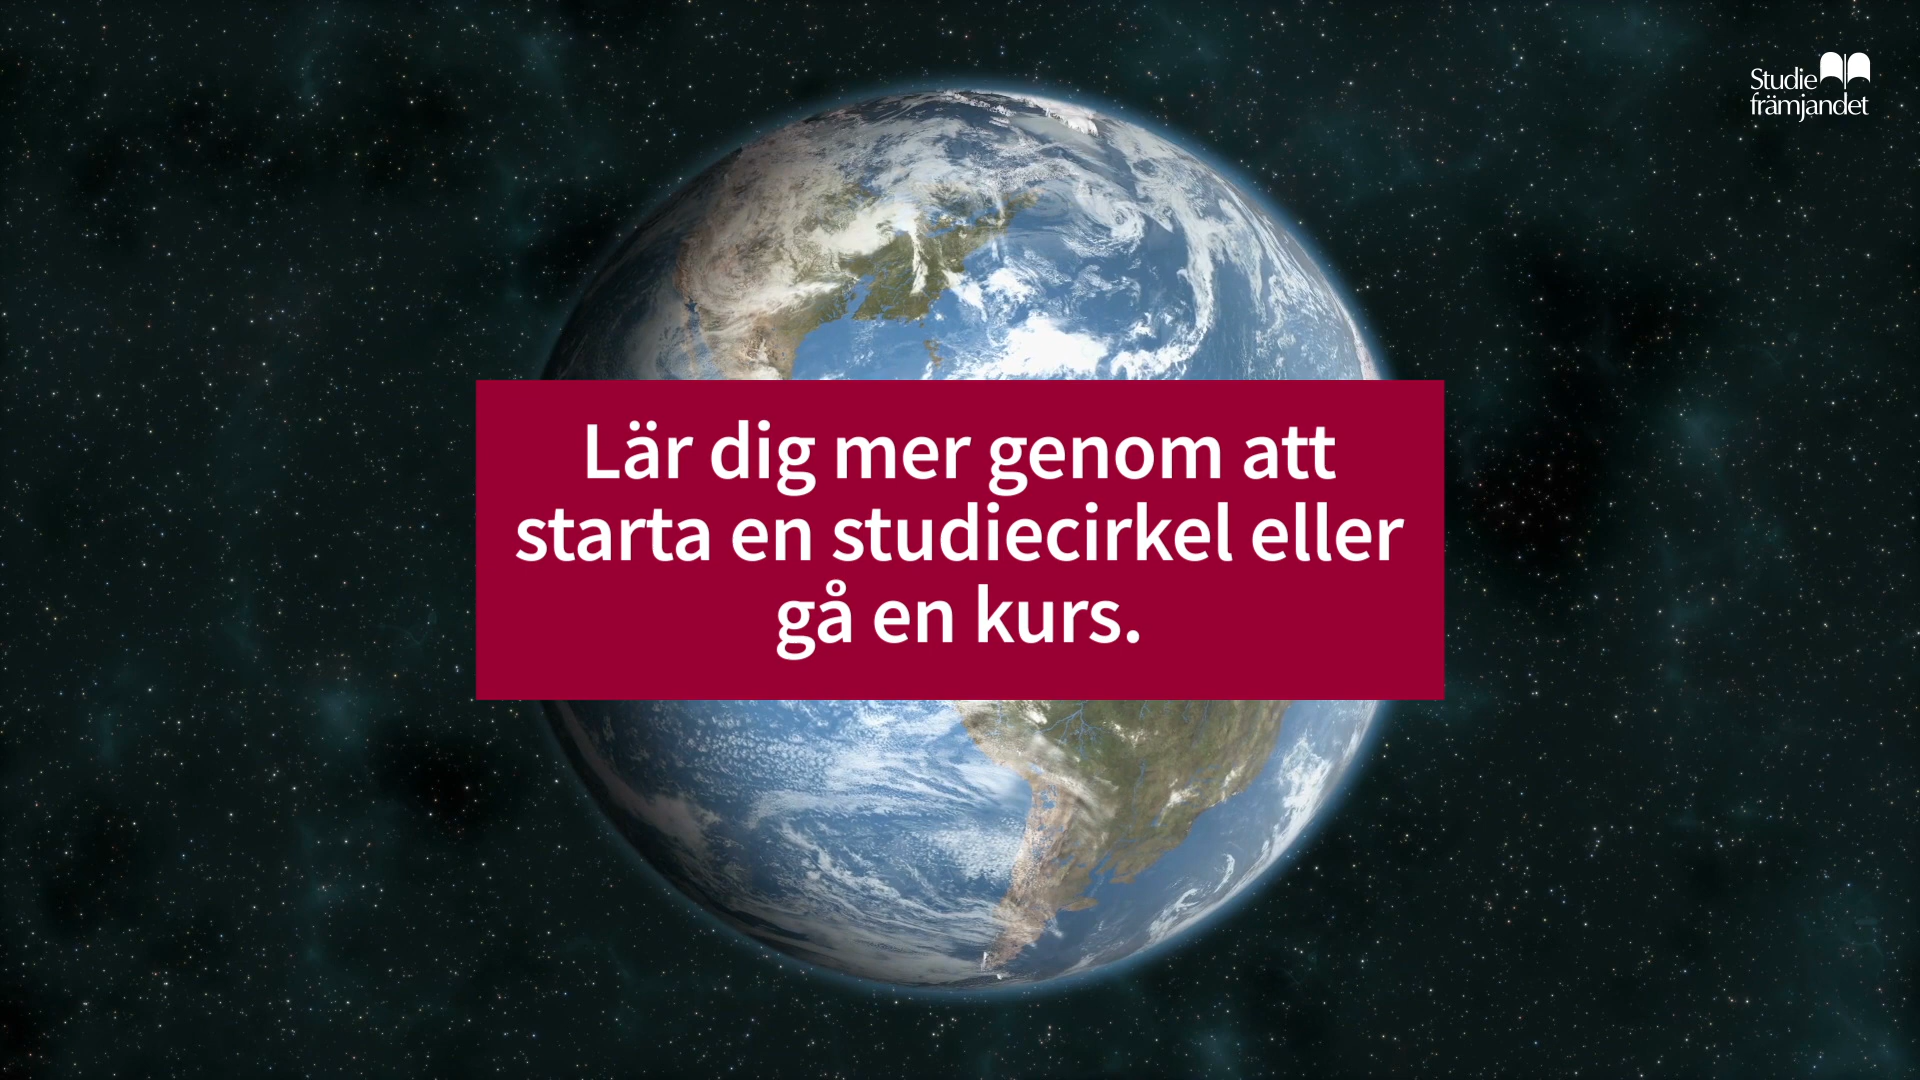 Studie
främjandet
Lär dig mer genom att
starta en studiecirkel eller
gå en kurs.